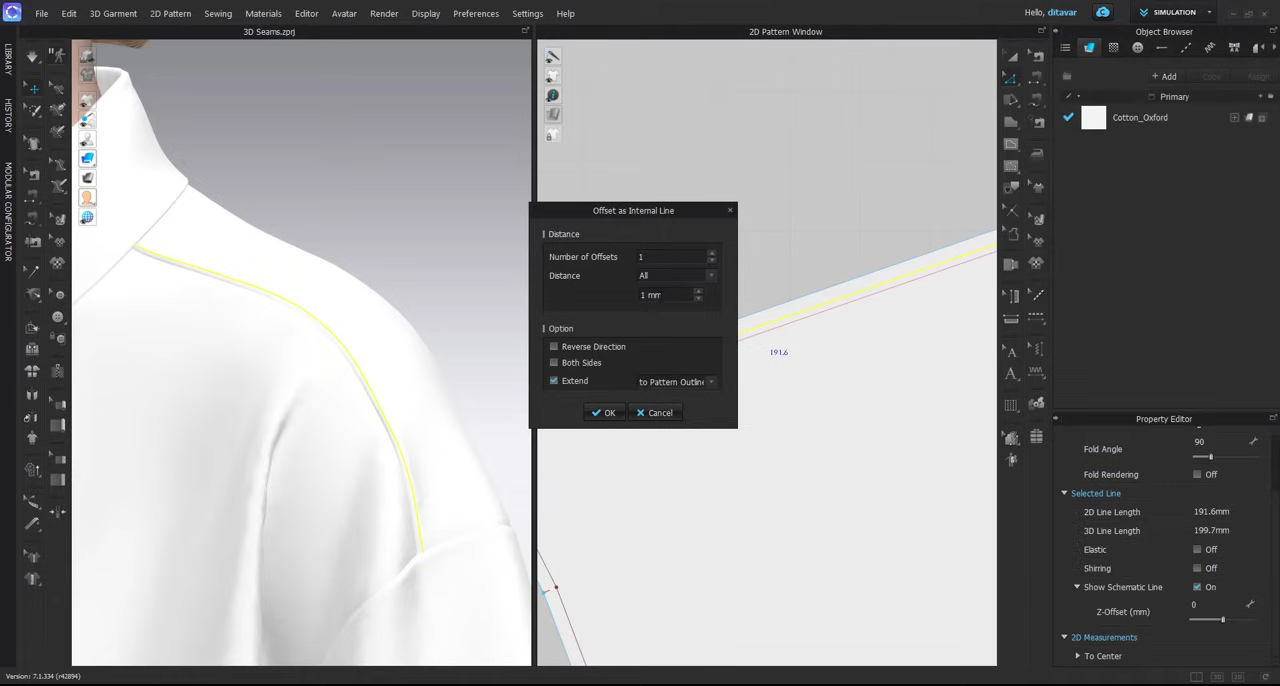 File Edit 3D Garment 2D Pattern Sewing Materials Editor Avatar Render Display Preferences Settings Help
Hello, ditavar
SIMULATION
3D Seams.zprj
2D Pattern Window
Object Browser
LIBRARY
HISTORY
MODULAR CONFIGURATOR
+ Add
Copy
Assign
Primary
Cotton_Oxford
Offset as Internal Line
Distance
Number of Offsets 1
Distance All
1 mm
Option
Reverse Direction
Both Sides
Extend to Pattern Outline
OK Cancel
191.6
Property Editor
Fold Angle 90
Fold Rendering Off
Selected Line
2D Line Length 191.6mm
3D Line Length 199.7mm
Elastic Off
Shirring Off
Show Schematic Line On
Z-Offset (mm) 0
2D Measurements
To Center
Version: 7.1.334 (r42894)